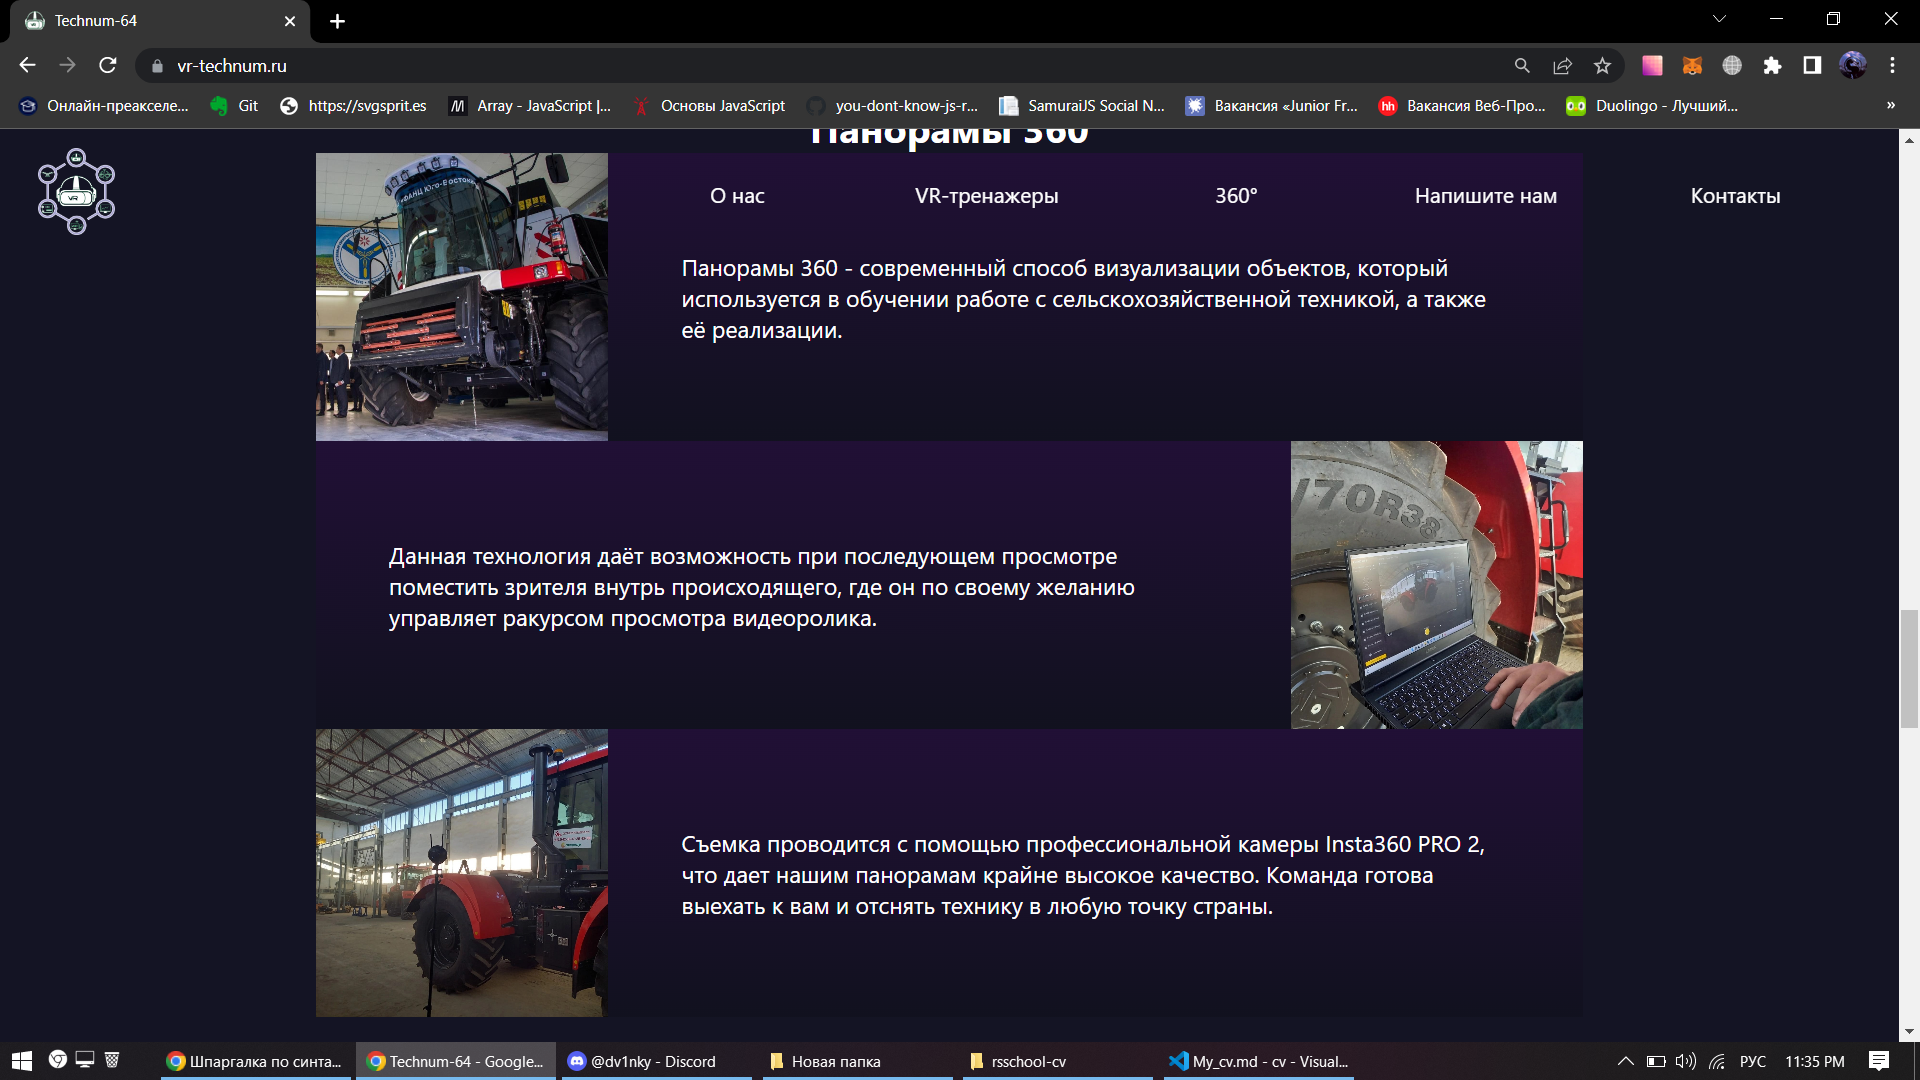 Technum-64
vr-technum.ru
Онлайн-преакселе...
Git
https://svgsprit.es
Array - JavaScript |...
Основы JavaScript
you-dont-know-js-r...
SamuraiJS Social N...
Вакансия «Junior Fr...
hh
Вакансия Веб-Про...
Duolingo - Лучший...
»
Панорамы 360
VR
О нас
VR-тренажеры
360°
Напишите нам
Контакты
Панорамы 360 - современный способ визуализации объектов, который
используется в обучении работе с сельскохозяйственной техникой, а также
её реализации.
Данная технология даёт возможность при последующем просмотре
поместить зрителя внутрь происходящего, где он по своему желанию
управляет ракурсом просмотра видеоролика.
/70R38
Съемка проводится с помощью профессиональной камеры Insta360 PRO 2,
что дает нашим панорамам крайне высокое качество. Команда готова
выехать к вам и отснять технику в любую точку страны.
Шпаргалка по синта...
Technum-64 - Google...
@dv1nky - Discord
Новая папка
rsschool-cv
My_cv.md - cv - Visual...
РУС
11:35 PM